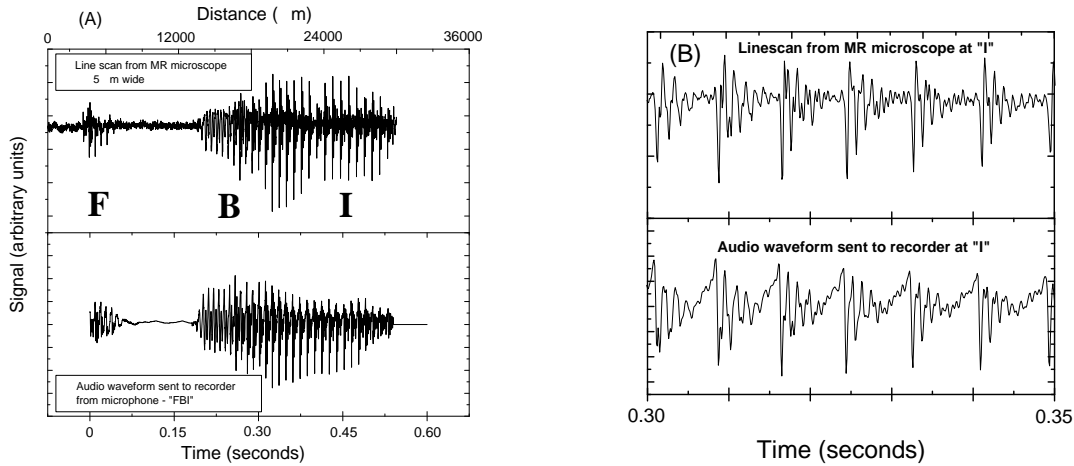 (A)
Distance ( m)
0 12000 24000 36000
Line scan from MR microscope
5 m wide
F B I
Signal (arbitrary units)
Audio waveform sent to recorder
from microphone - "FBI"
0 0.15 0.30 0.45 0.60
Time (seconds)
(B)
Linescan from MR microscope at "I"
Audio waveform sent to recorder at "I"
0.30 0.35
Time (seconds)